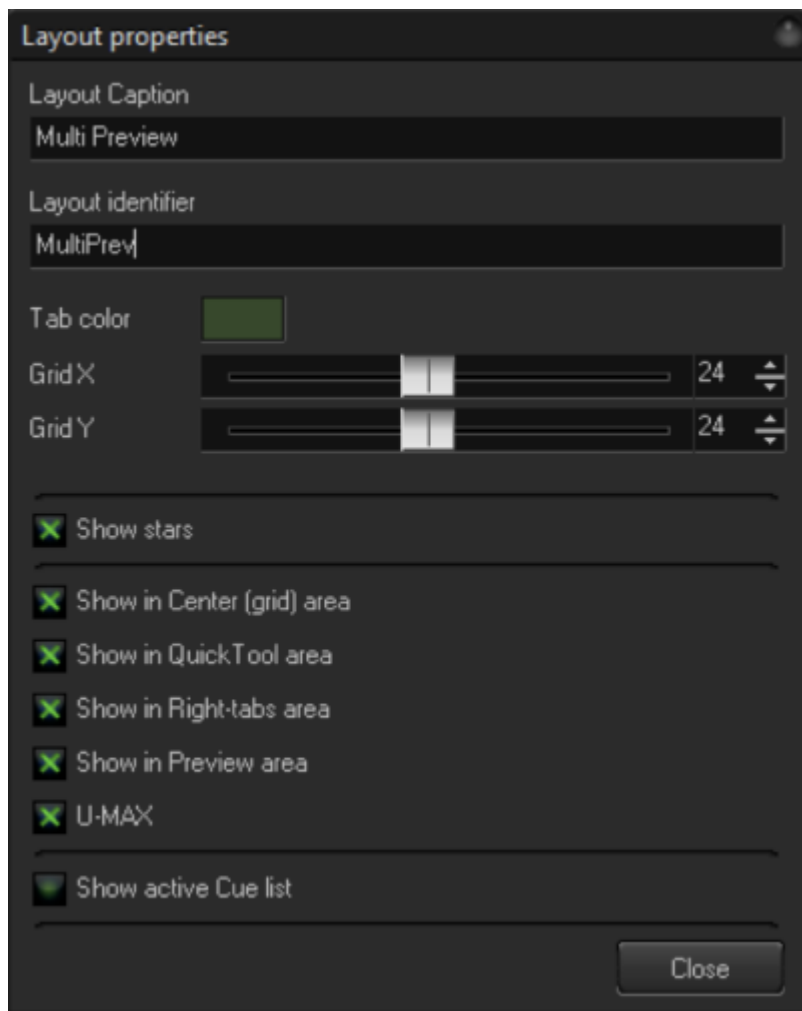 Layout properties
Layout Caption
Multi Preview
Layout identifier
MultiPrev
Tab color
Grid X 24
Grid Y 24
Show stars
Show in Center (grid) area
Show in QuickTool area
Show in Right-tabs area
Show in Preview area
U-MAX
Show active Cue list
Close